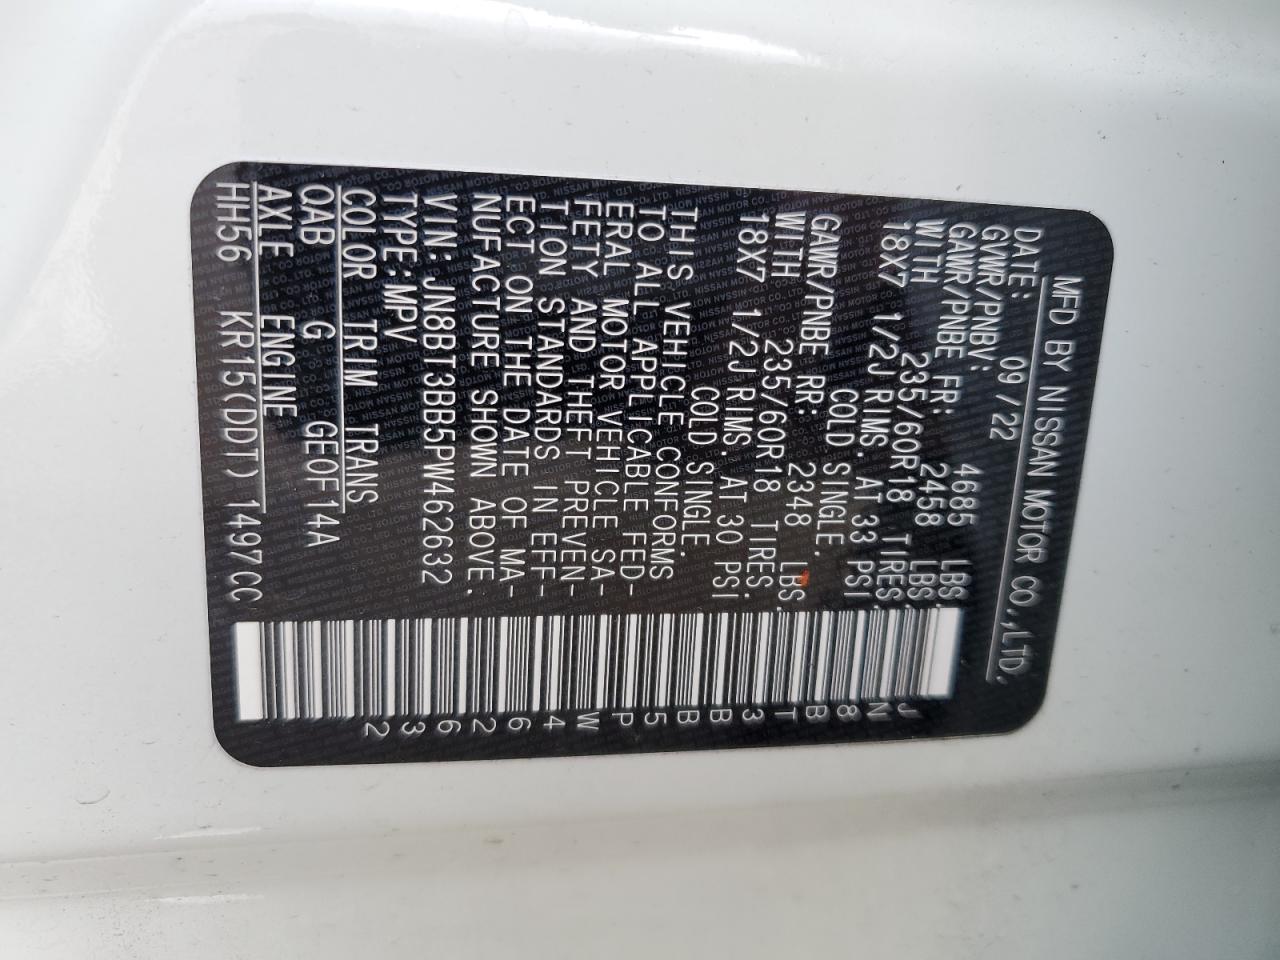 MFD BY NISSAN MOTOR CO.,LTD.
DATE: 09/22
GVWR/PNBV: 4685 LBS.
GAWR/PNBE FR: 2458 LBS.
WITH 235/60R18 TIRES.
18X7 1/2J RIMS. AT 33 PSI
COLD. SINGLE.
GAWR/PNBE RR: 2348 LBS.
WITH 235/60R18 TIRES.
18X7 1/2J RIMS. AT 30 PSI
COLD. SINGLE.
THIS VEHICLE CONFORMS
TO ALL APPLICABLE FED-
ERAL MOTOR VEHICLE SA-
FETY AND THEFT PREVEN-
TION STANDARDS IN EFF-
ECT ON THE DATE OF MA-
NUFACTURE SHOWN ABOVE.
VIN: JN8BT3BB5PW462632
TYPE:MPV
COLOR TRIM TRANS
QAB G GE0F14A
AXLE ENGINE
HH56 KR15(DDT) 1497CC
JN8BT3BB5PW462632